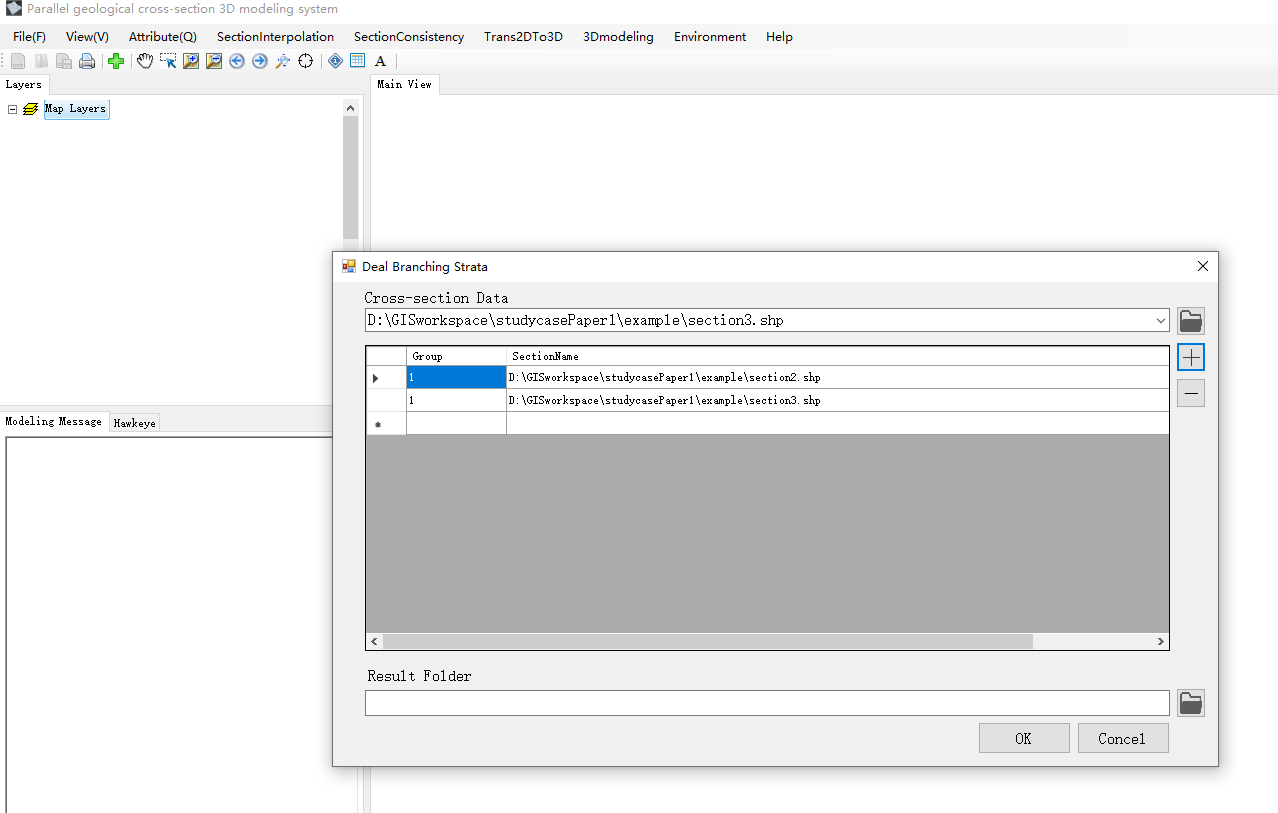 Parallel geological cross-section 3D modeling system
File(F) View(V) Attribute(Q) SectionInterpolation SectionConsistency Trans2DTo3D 3Dmodeling Environment Help
A
Layers
Main View
Map Layers
Deal Branching Strata
Cross-section Data
D:\GISworkspace\studycasePaper1\example\section3.shp
Group SectionName
1 D:\GISworkspace\studycasePaper1\example\section2.shp
1 D:\GISworkspace\studycasePaper1\example\section3.shp
Modeling Message Hawkeye
Result Folder
OK Concel